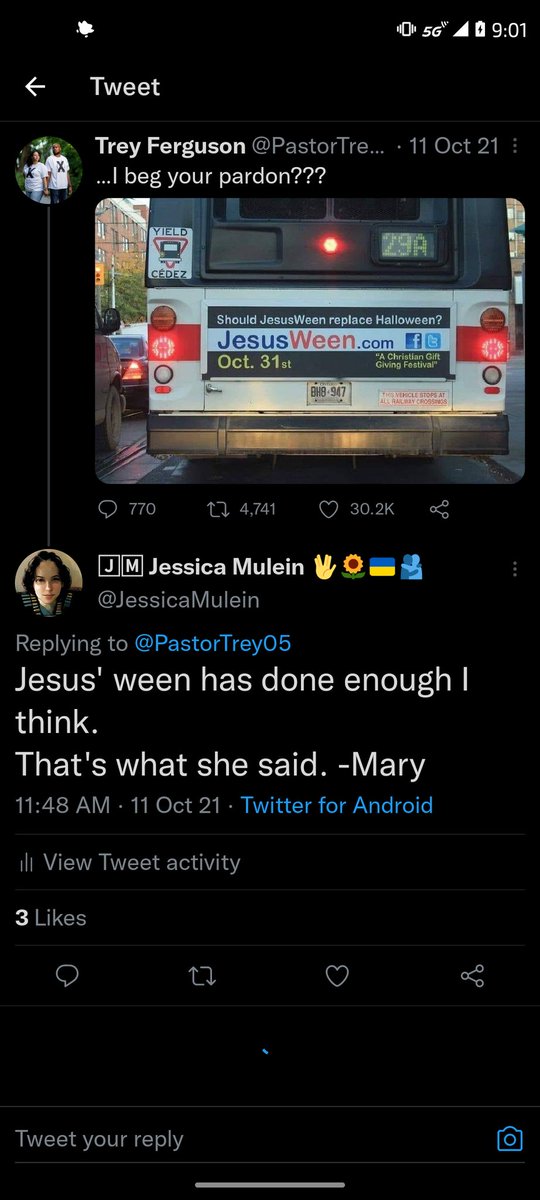 5G 9:01
Tweet
Trey Ferguson @PastorTre... · 11 Oct 21
...I beg your pardon???
YIELD
CÉDEZ
29A
Should JesusWeen replace Halloween?
JesusWeen.com
Oct. 31st
"A Christian Gift
Giving Festival"
BH8·947
THIS VEHICLE STOPS AT
ALL RAILWAY CROSSINGS
770 4,741 30.2K
🄹🄼 Jessica Mulein 🖖🌻🇺🇦🫂
@JessicaMulein
Replying to @PastorTrey05
Jesus' ween has done enough I
think.
That's what she said. -Mary
11:48 AM · 11 Oct 21 · Twitter for Android
View Tweet activity
3 Likes
Tweet your reply